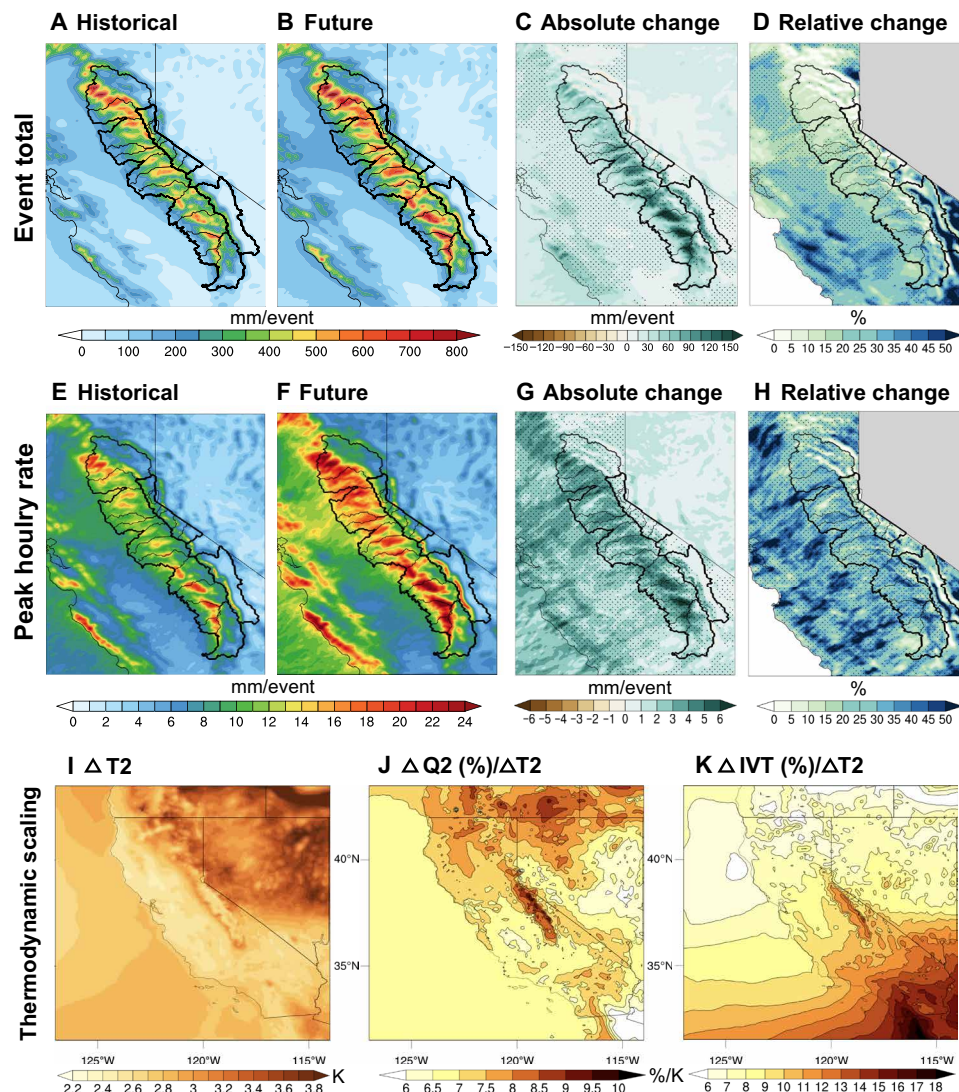 A Historical B Future C Absolute change D Relative change
Event total
mm/event mm/event %
0 100 200 300 400 500 600 700 800 −150 −120 −90 −60 −30 0 30 60 90 120 150 0 5 10 15 20 25 30 35 40 45 50
E Historical F Future G Absolute change H Relative change
Peak houlry rate
mm/event mm/event %
0 2 4 6 8 10 12 14 16 18 20 22 24 −6 −5 −4 −3 −2 −1 0 1 2 3 4 5 6 0 5 10 15 20 25 30 35 40 45 50
I △ T2 J △ Q2 (%)/△T2 K △ IVT (%)/△T2
Thermodynamic scaling
40°N 40°N
35°N 35°N
125°W 120°W 115°W 125°W 120°W 115°W 125°W 120°W 115°W
2.2 2.4 2.6 2.8 3 3.2 3.4 3.6 3.8 K 6 6.5 7 7.5 8 8.5 9 9.5 10 %/K 6 7 8 9 10 11 12 13 14 15 16 17 18